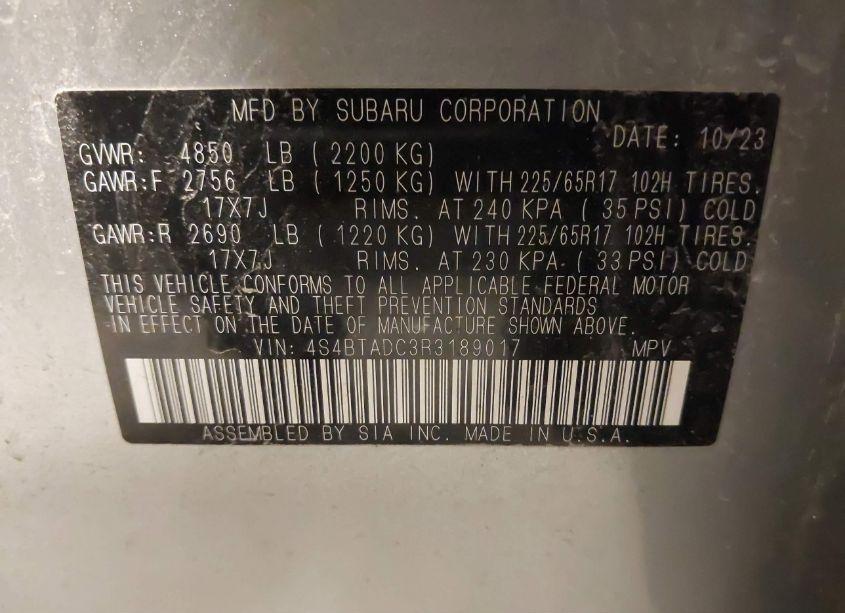 MFD BY SUBARU CORPORATION
DATE: 10/23
GVWR: 4850 LB ( 2200 KG)
GAWR:F 2756 LB ( 1250 KG) WITH 225/65R17 102H TIRES.
17X7J RIMS. AT 240 KPA ( 35 PSI) COLD
GAWR:R 2690 LB ( 1220 KG) WITH 225/65R17 102H TIRES.
17X7J RIMS. AT 230 KPA ( 33 PSI) COLD
THIS VEHICLE CONFORMS TO ALL APPLICABLE FEDERAL MOTOR
VEHICLE SAFETY AND THEFT PREVENTION STANDARDS
IN EFFECT ON THE DATE OF MANUFACTURE SHOWN ABOVE.
VIN: 4S4BTADC3R3189017 MPV
ASSEMBLED BY SIA INC. MADE IN U.S.A.